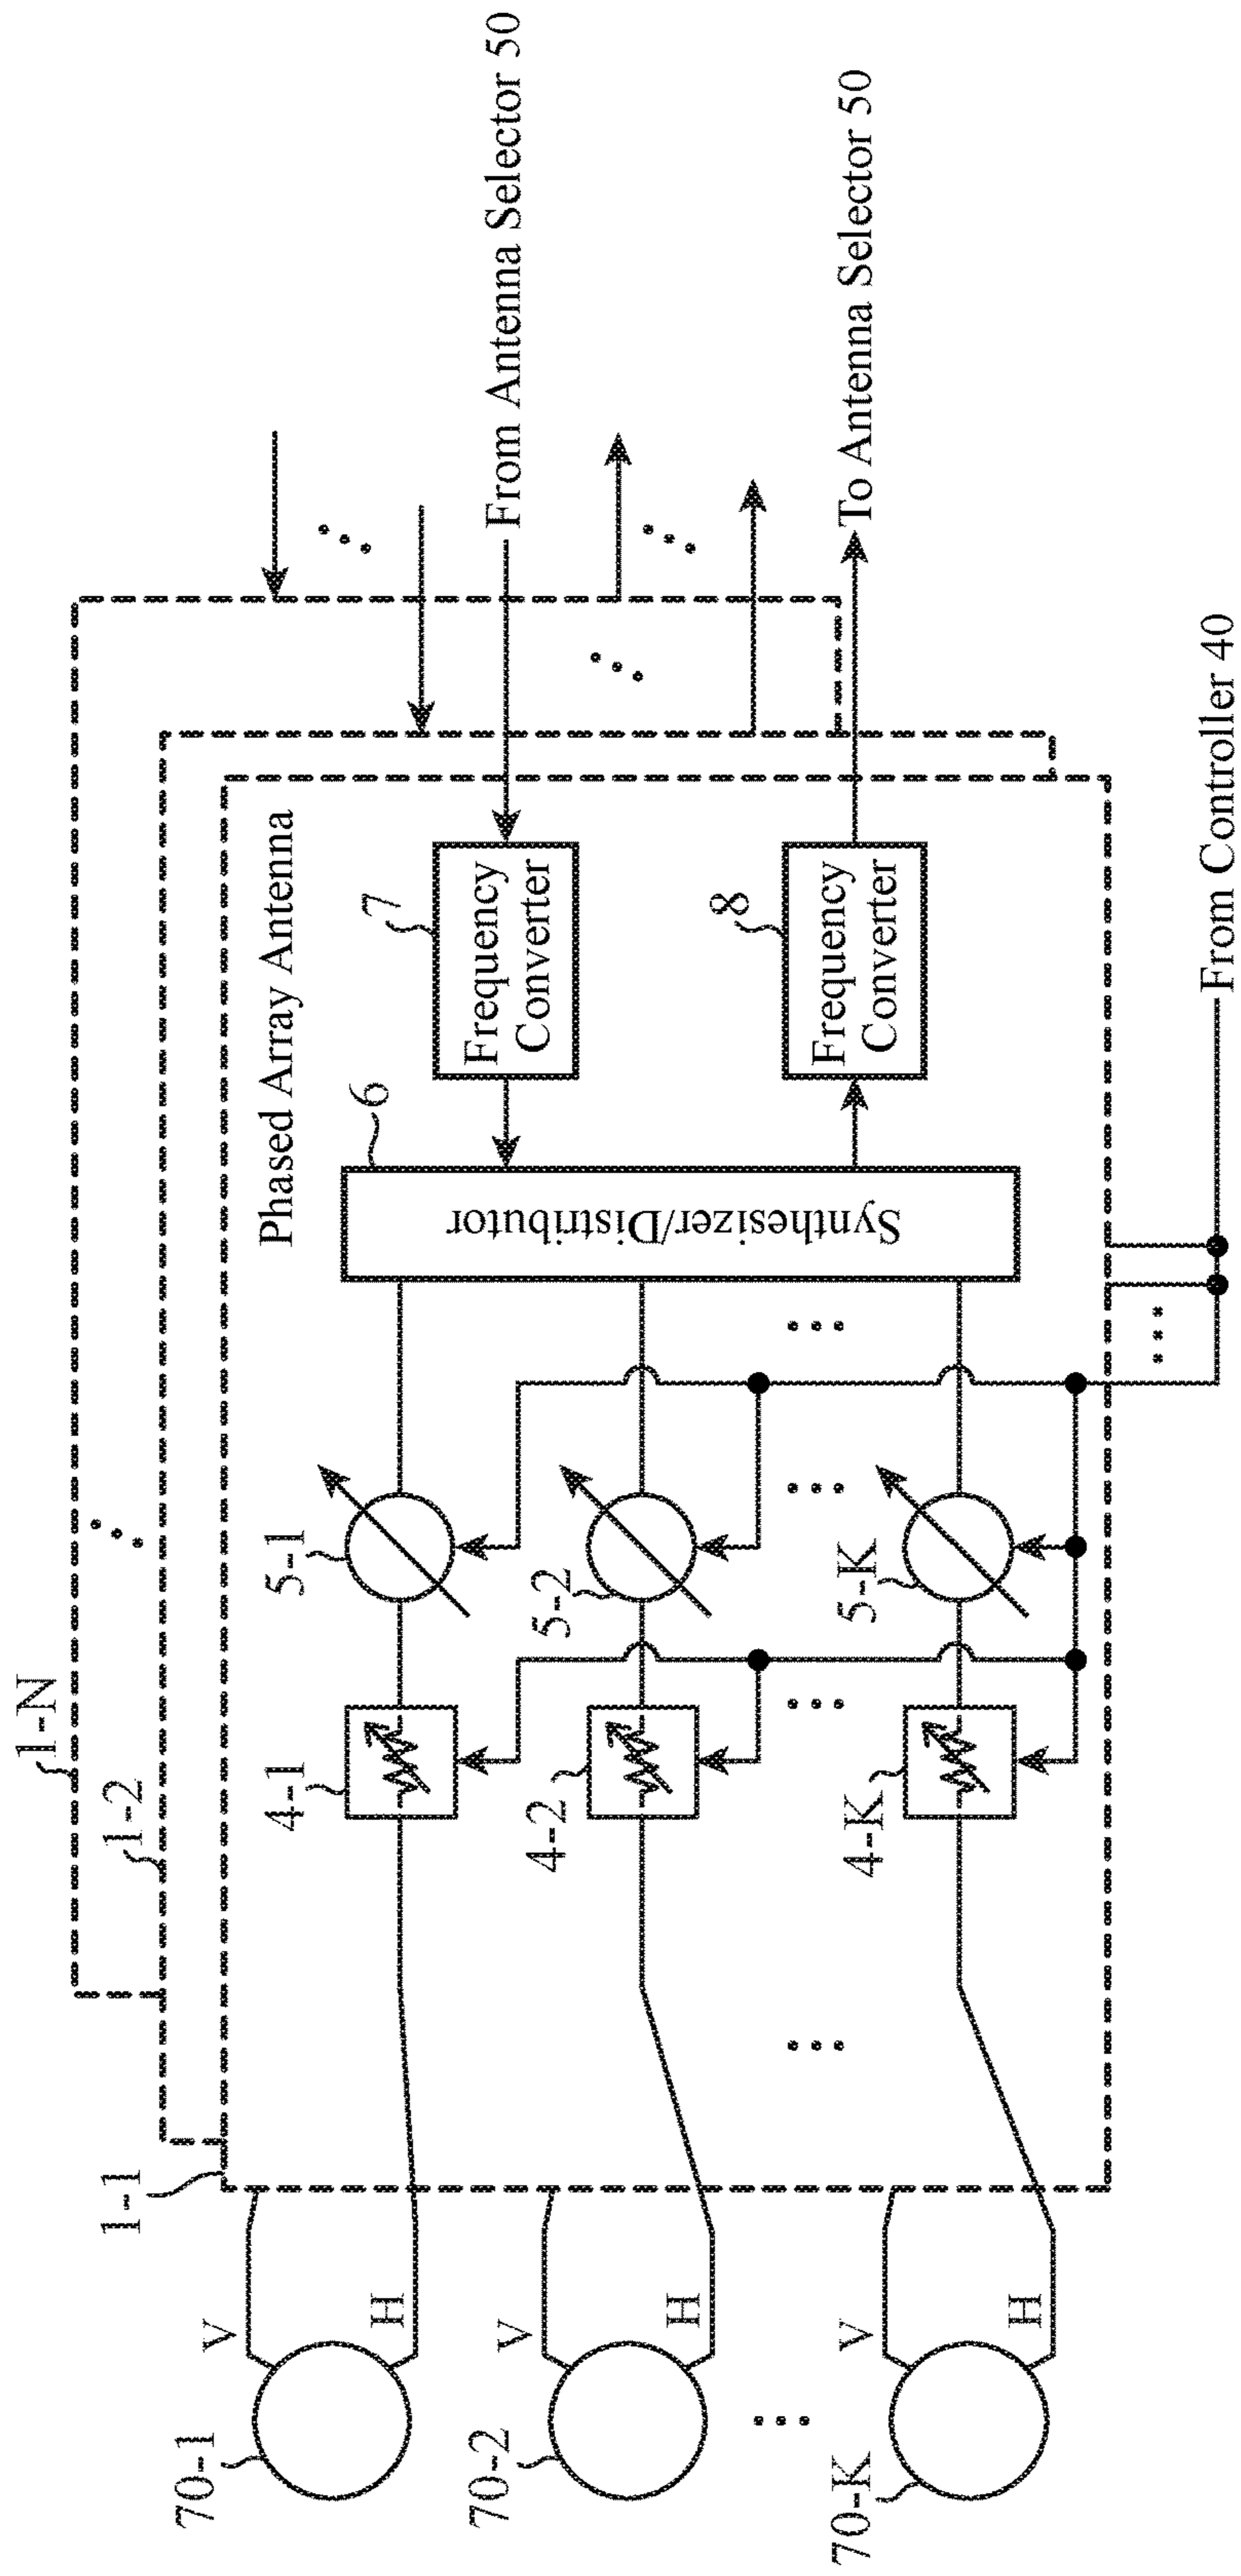 1-N
1-2
1-1
Phased Array Antenna
70-1
V
H
4-1
5-1
6
7
Frequency
Converter
From Antenna Selector 50
70-2
V
H
4-2
5-2
Synthesizer/Distributor
8
Frequency
Converter
To Antenna Selector 50
70-K
V
H
4-K
5-K
From Controller 40